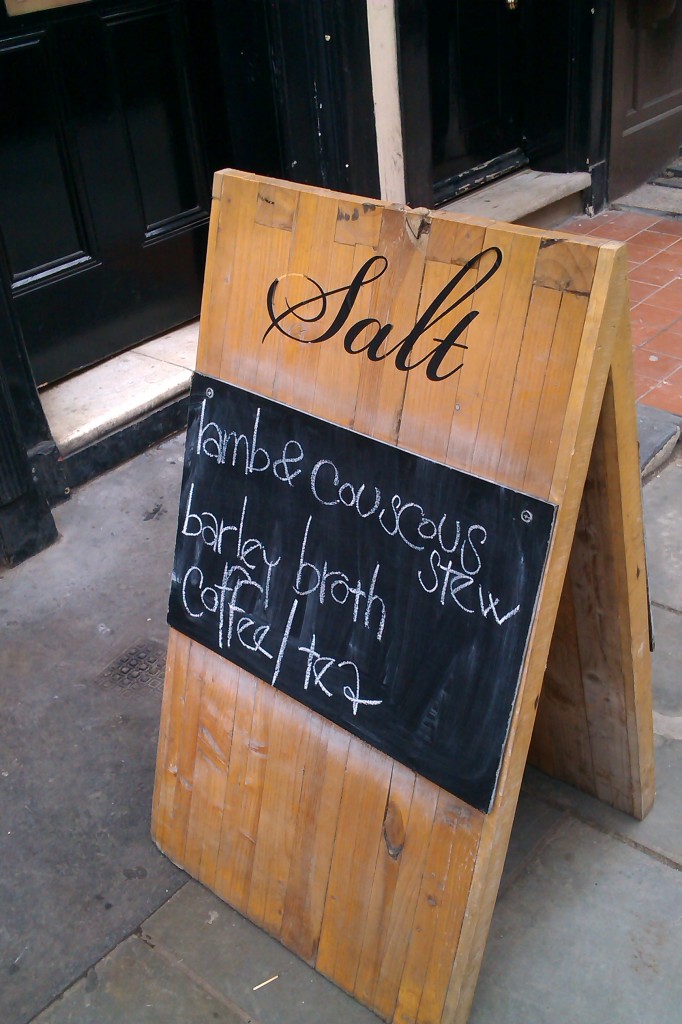 Salt
lamb & couscous
stew
barley broth
coffee / tea